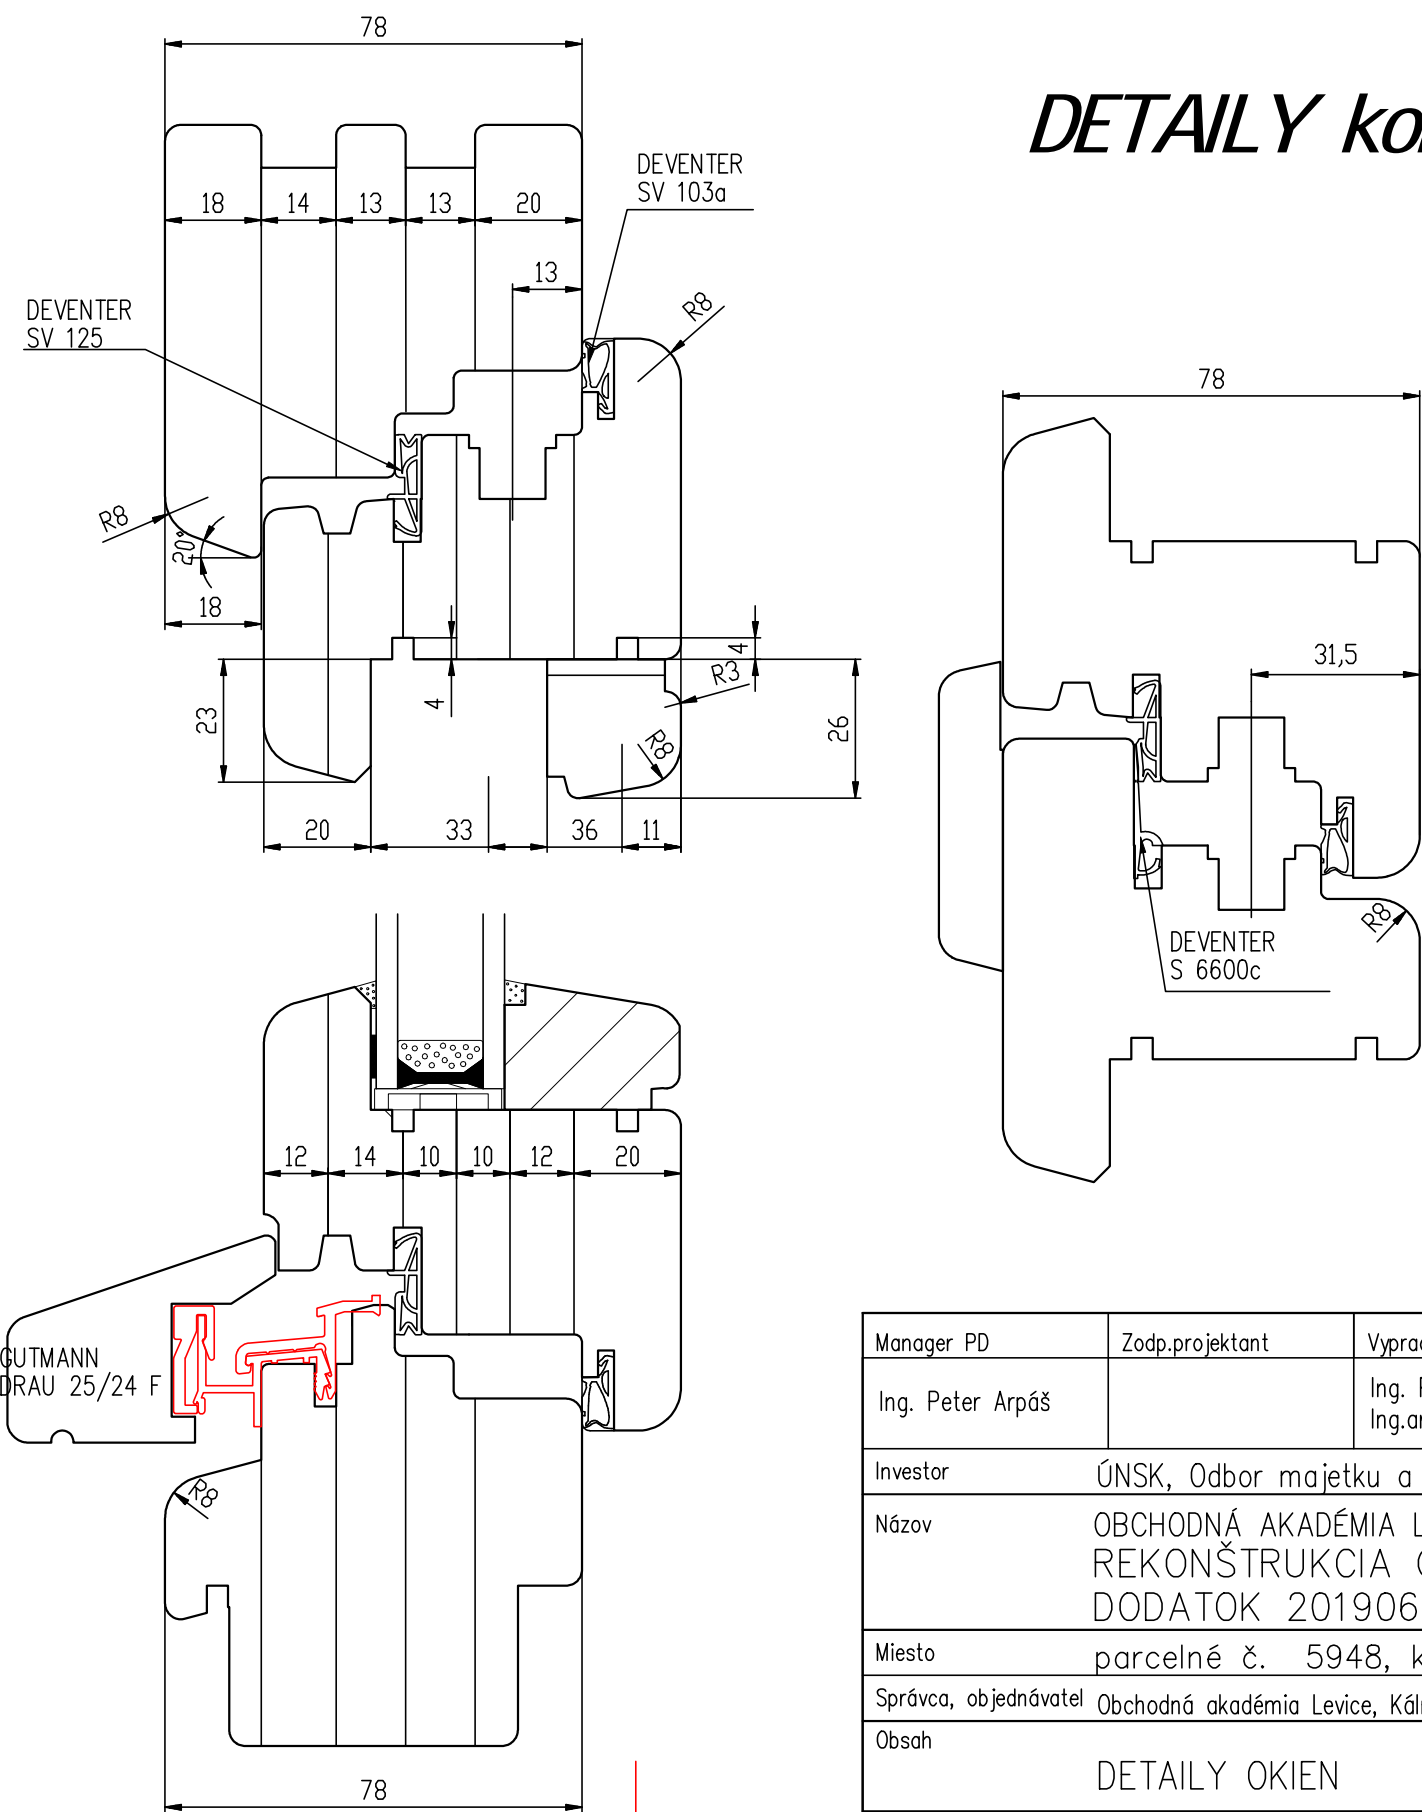 78
DETAILY
DEVENTER
SV 103a
18 14 13 13 20
13
DEVENTER
SV 125
R8
78
R8
20°
18
4
4
R3
31,5
23
4
26
R8
20 33 36 11
R8
DEVENTER
S 6600c
12 14 10 10 12 20
GUTMANN
DRAU 25/24 F
R8
78
Manager PD Zodp.projektant
Ing. Peter Arpáš Ing.
Investor ÚNSK, Odbor majetku a
Názov OBCHODNÁ AKADÉMIA
REKONŠTRUKCIA
DODATOK 201906
Miesto parcelné č. 5948,
Správca, objednávatel Obchodná akadémia Levice,
Obsah
DETAILY OKIEN